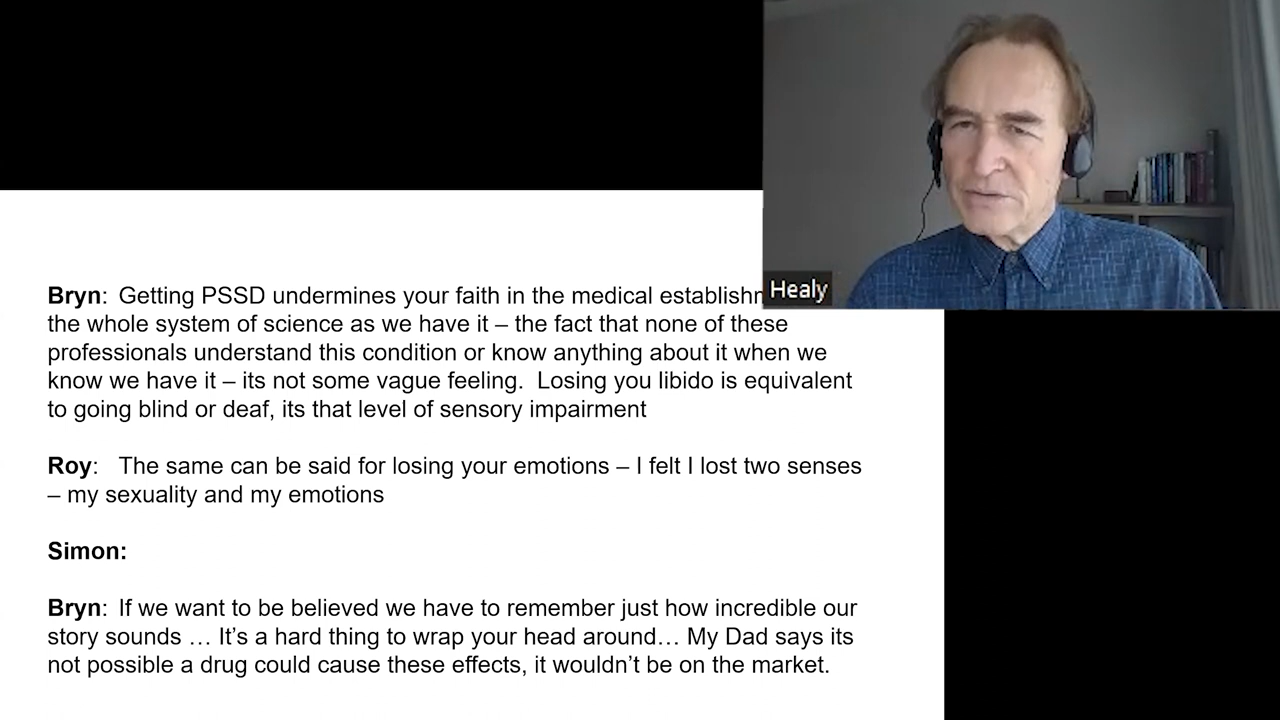 Healy
Bryn: Getting PSSD undermines your faith in the medical
the whole system of science as we have it – the fact that none of these
professionals understand this condition or know anything about it when we
know we have it – its not some vague feeling. Losing you libido is equivalent
to going blind or deaf, its that level of sensory impairment
Roy: The same can be said for losing your emotions – I felt I lost two senses
– my sexuality and my emotions
Simon:
Bryn: If we want to be believed we have to remember just how incredible our
story sounds … It’s a hard thing to wrap your head around… My Dad says its
not possible a drug could cause these effects, it wouldn’t be on the market.